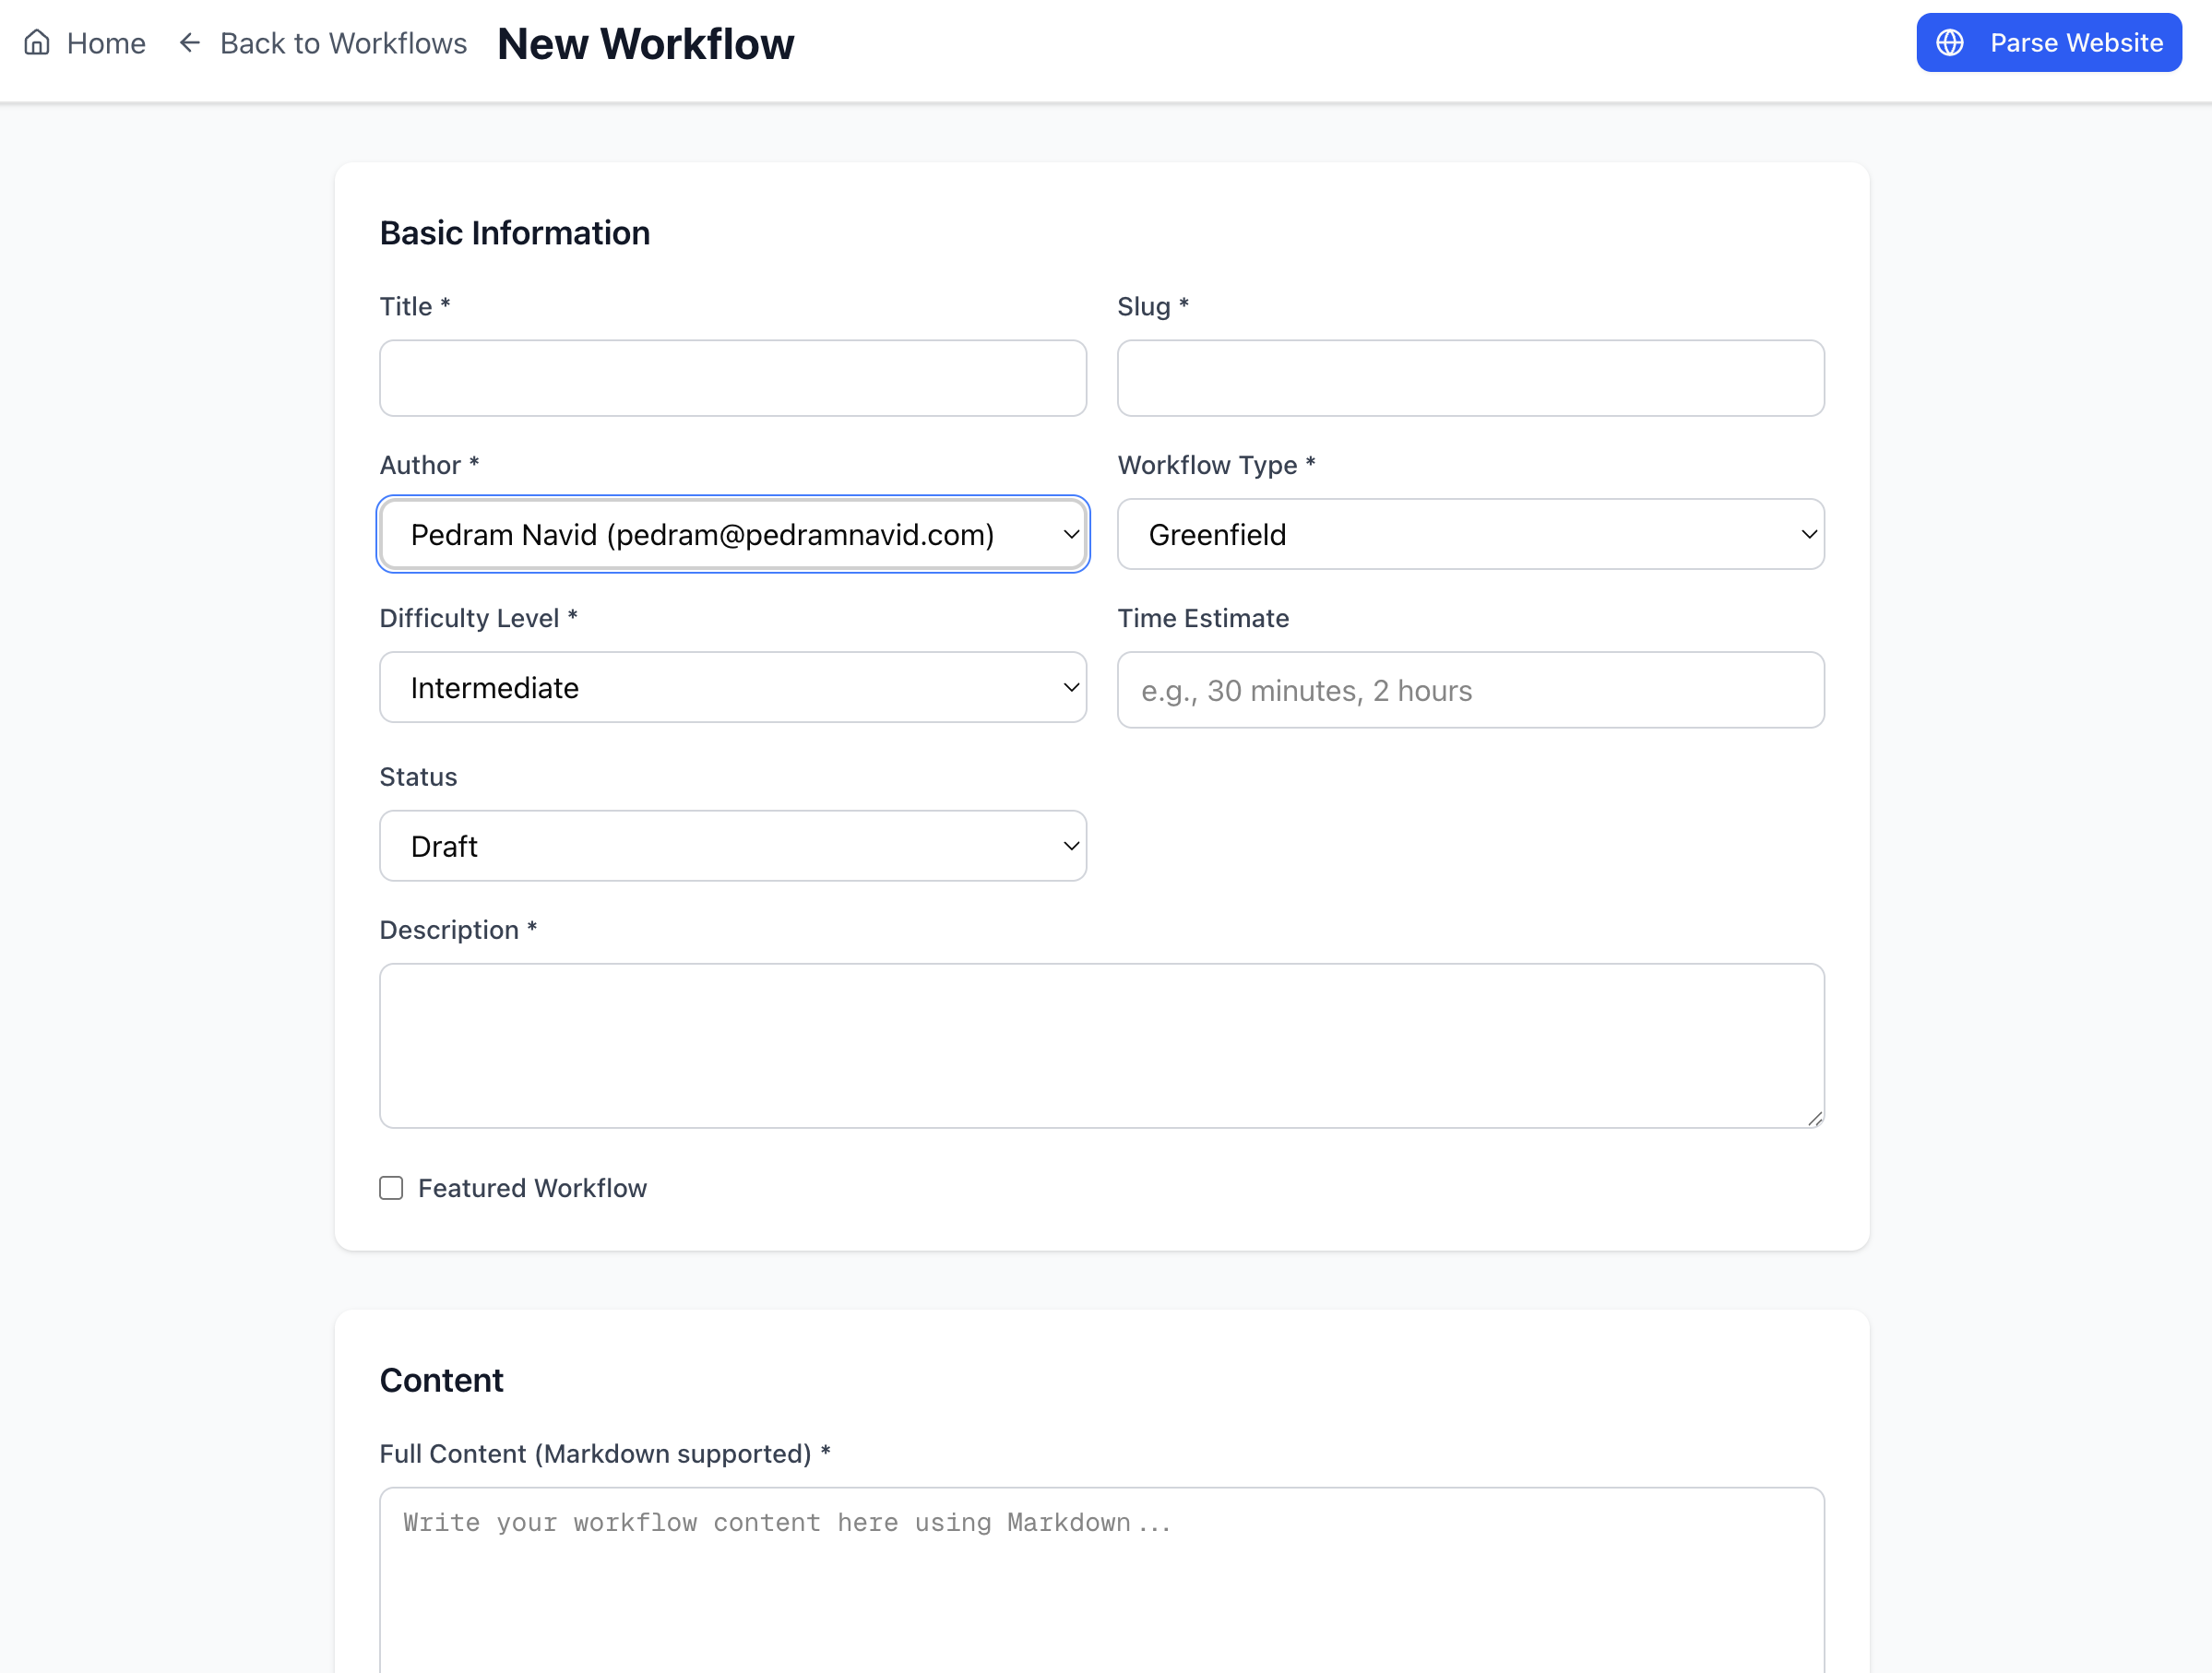 Home
Back to Workflows
New Workflow
Parse Website
Basic Information
Title *
Slug *
Author *
Workflow Type *
Pedram Navid (pedram@pedramnavid.com)
Greenfield
Difficulty Level *
Time Estimate
Intermediate
e.g., 30 minutes, 2 hours
Status
Draft
Description *
Featured Workflow
Content
Full Content (Markdown supported) *
Write your workflow content here using Markdown...